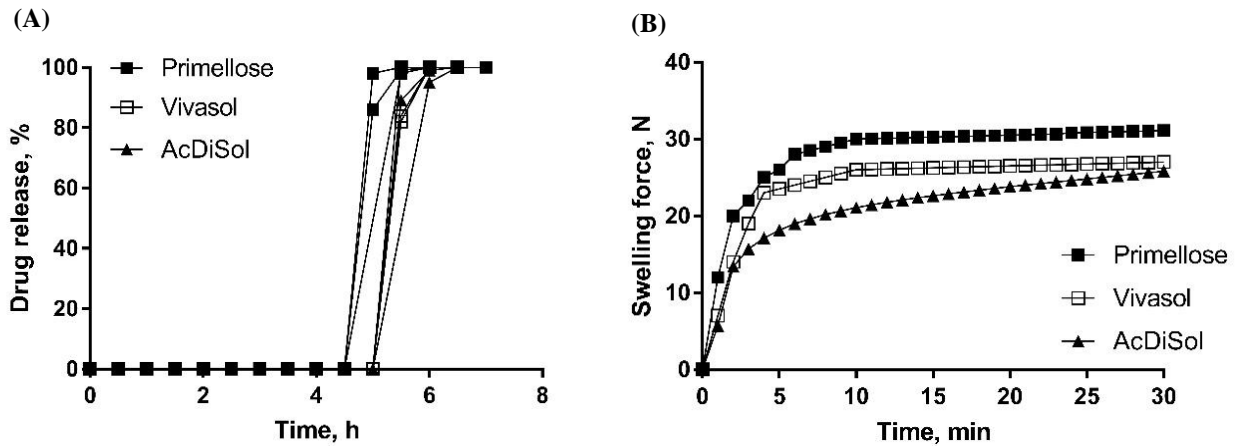 (A)
Drug release, %
100
80
60
40
20
0
Primellose
Vivasol
AcDiSol
0 2 4 6 8
Time, h
(B)
Swelling force, N
40
30
20
10
0
Primellose
Vivasol
AcDiSol
0 5 10 15 20 25 30
Time, min